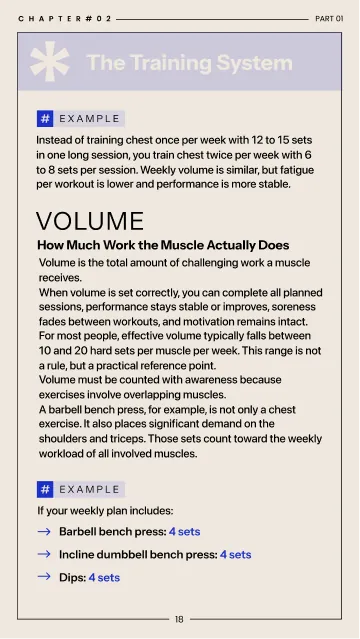 CHAPTER#02
PART 01
The Training System
# EXAMPLE
Instead of training chest once per week with 12 to 15 sets
in one long session, you train chest twice per week with 6
to 8 sets per session. Weekly volume is similar, but fatigue
per workout is lower and performance is more stable.
VOLUME
How Much Work the Muscle Actually Does
Volume is the total amount of challenging work a muscle
receives.
When volume is set correctly, you can complete all planned
sessions, performance stays stable or improves, soreness
fades between workouts, and motivation remains intact.
For most people, effective volume typically falls between
10 and 20 hard sets per muscle per week. This range is not
a rule, but a practical reference point.
Volume must be counted with awareness because
exercises involve overlapping muscles.
A barbell bench press, for example, is not only a chest
exercise. It also places significant demand on the
shoulders and triceps. Those sets count toward the weekly
workload of all involved muscles.
# EXAMPLE
If your weekly plan includes:
→ Barbell bench press: 4 sets
→ Incline dumbbell bench press: 4 sets
→ Dips: 4 sets
18